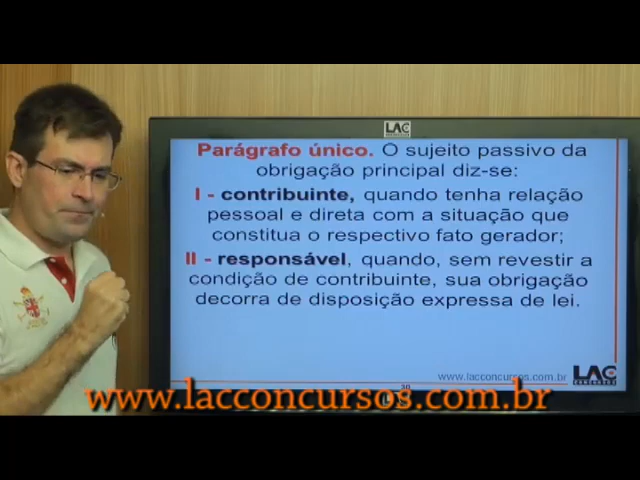 LAC
Parágrafo único. O sujeito passivo da
obrigação principal diz-se:
I - contribuinte, quando tenha relação
pessoal e direta com a situação que
constitua o respectivo fato gerador;
II - responsável, quando, sem revestir a
condição de contribuinte, sua obrigação
decorra de disposição expressa de lei.
www.lacconcursos.com.br
LAC
CONCURSOS
30
www.lacconcursos.com.br